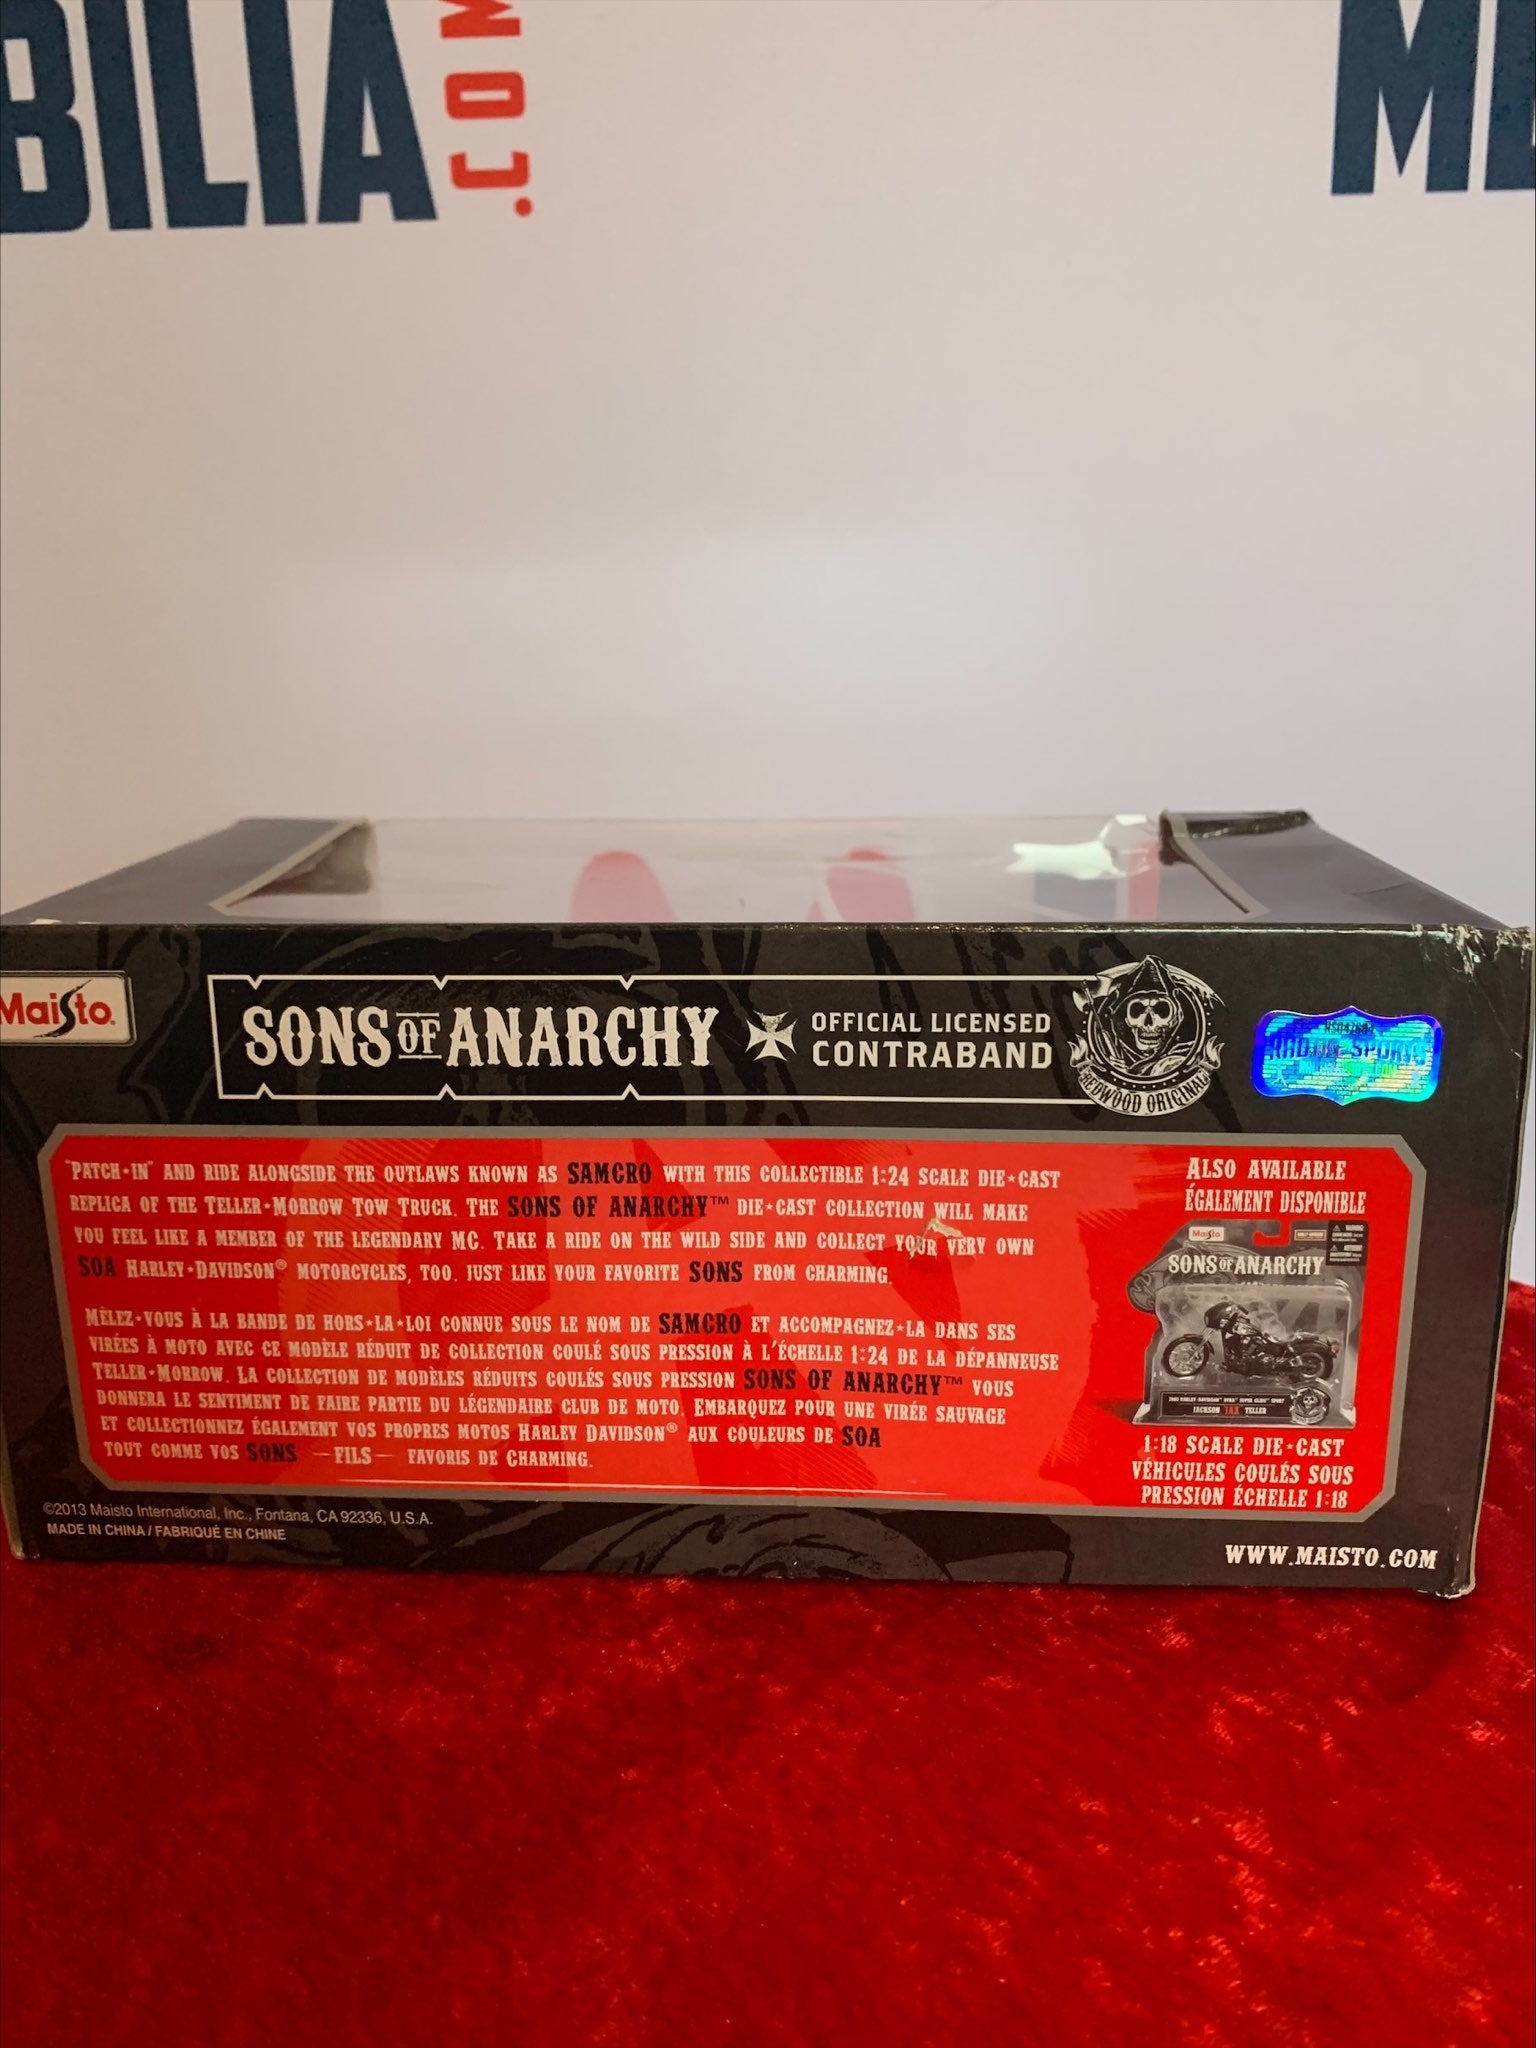 BILIA
.COM
Maisto
SONS OF ANARCHY
OFFICIAL LICENSED
CONTRABAND
REDWOOD ORIGINAL
"PATCH★IN" AND RIDE ALONGSIDE THE OUTLAWS KNOWN AS SAMCRO WITH THIS COLLECTIBLE 1:24 SCALE DIE★CAST
REPLICA OF THE TELLER★MORROW TOW TRUCK. THE SONS OF ANARCHY™ DIE★CAST COLLECTION WILL MAKE
YOU FEEL LIKE A MEMBER OF THE LEGENDARY MC. TAKE A RIDE ON THE WILD SIDE AND COLLECT YOUR VERY OWN
SOA HARLEY★DAVIDSON® MOTORCYCLES, TOO. JUST LIKE YOUR FAVORITE SONS FROM CHARMING.
MÊLEZ★VOUS À LA BANDE DE HORS★LA★LOI CONNUE SOUS LE NOM DE SAMCRO ET ACCOMPAGNEZ★LA DANS SES
VIRÉES À MOTO AVEC CE MODÈLE RÉDUIT DE COLLECTION COULÉ SOUS PRESSION À L'ÉCHELLE 1:24 DE LA DÉPANNEUSE
TELLER★MORROW. LA COLLECTION DE MODÈLES RÉDUITS COULÉS SOUS PRESSION SONS OF ANARCHY™ VOUS
DONNERA LE SENTIMENT DE FAIRE PARTIE DU LÉGENDAIRE CLUB DE MOTO. EMBARQUEZ POUR UNE VIRÉE SAUVAGE
ET COLLECTIONNEZ ÉGALEMENT VOS PROPRES MOTOS HARLEY DAVIDSON® AUX COULEURS DE SOA
TOUT COMME VOS SONS — FILS — FAVORIS DE CHARMING.
ALSO AVAILABLE
ÉGALEMENT DISPONIBLE
Maisto
SONS OF ANARCHY
JACKSON JAX TELLER
1:18 SCALE DIE★CAST
VÉHICULES COULÉS SOUS
PRESSION ÉCHELLE 1:18
©2013 Maisto International, Inc., Fontana, CA 92336, U.S.A.
MADE IN CHINA / FABRIQUÉ EN CHINE
WWW.MAISTO.COM